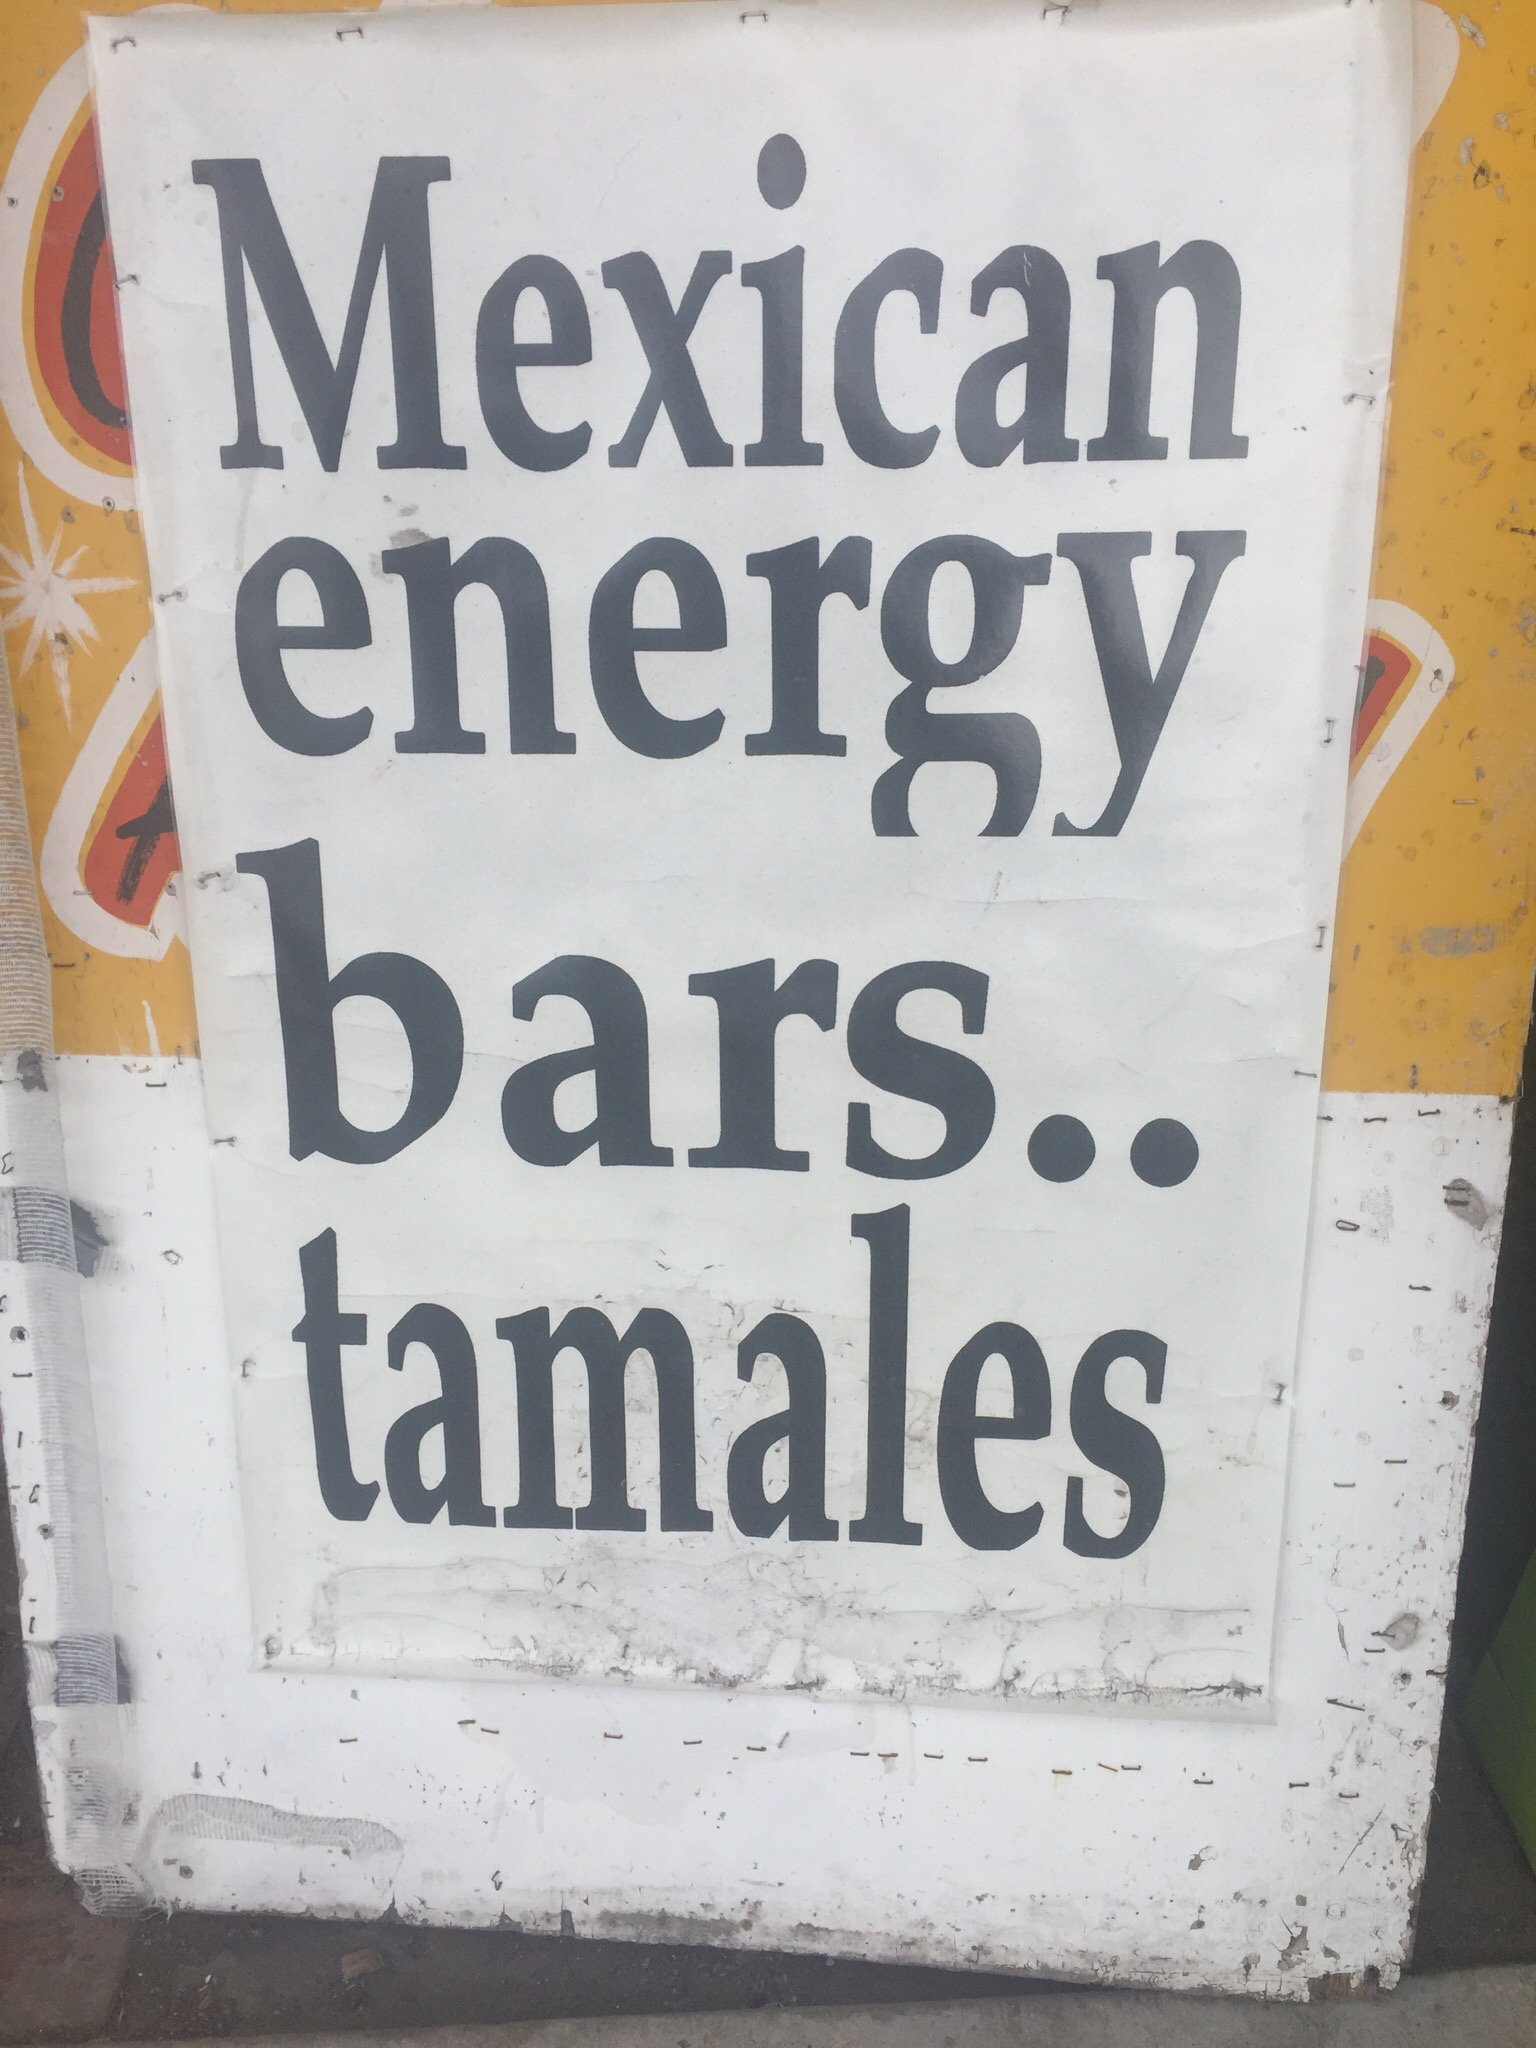 Mexican
energy
bars..
tamales